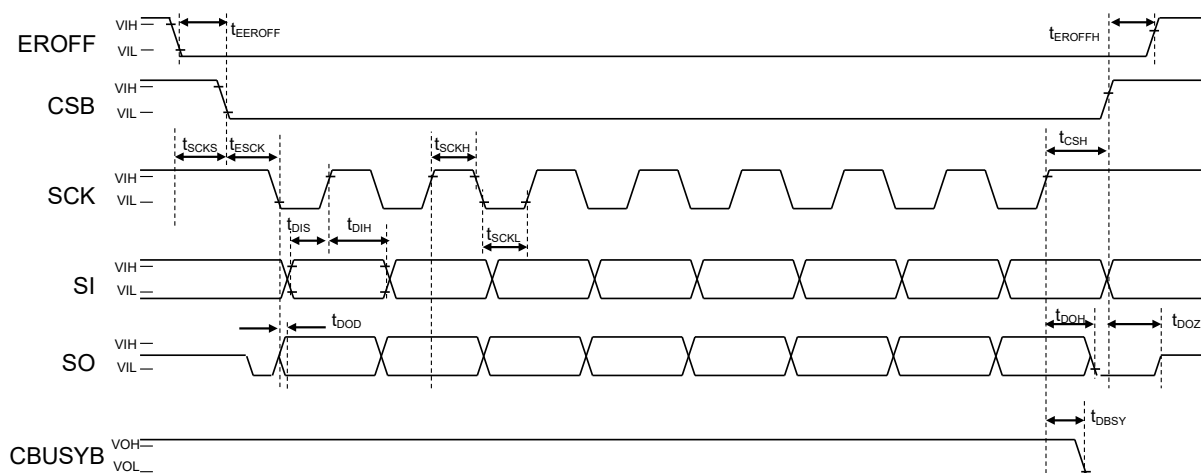 VIH
tEEROFF
tEROFFH
EROFF
VIL
VIH
CSB
VIL
tSCKS
tESCK
tSCKH
tCSH
VIH
SCK
VIL
tDIS
tDIH
tSCKL
VIH
SI
VIL
tDOD
tDOH
tDOZ
VIH
SO
VIL
tDBSY
VOH
CBUSYB
VOL